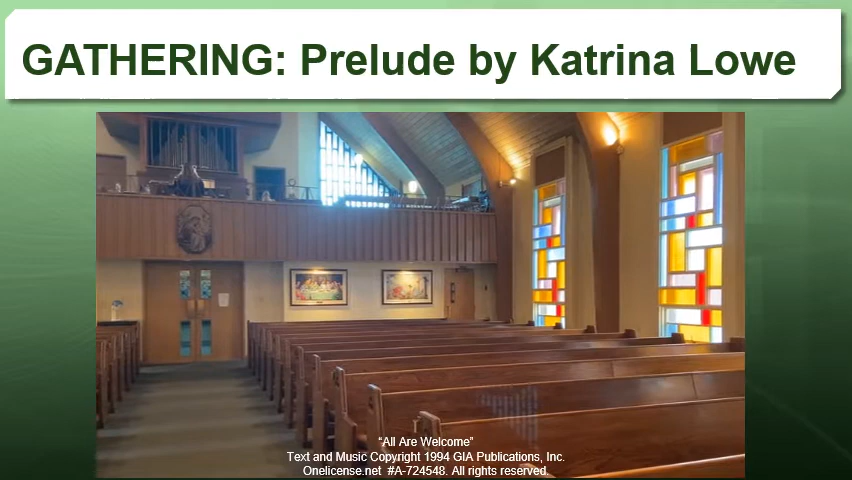 GATHERING: Prelude by Katrina Lowe
“All Are Welcome”
Text and Music Copyright 1994 GIA Publications, Inc.
Onelicense.net  #A-724548. All rights reserved.